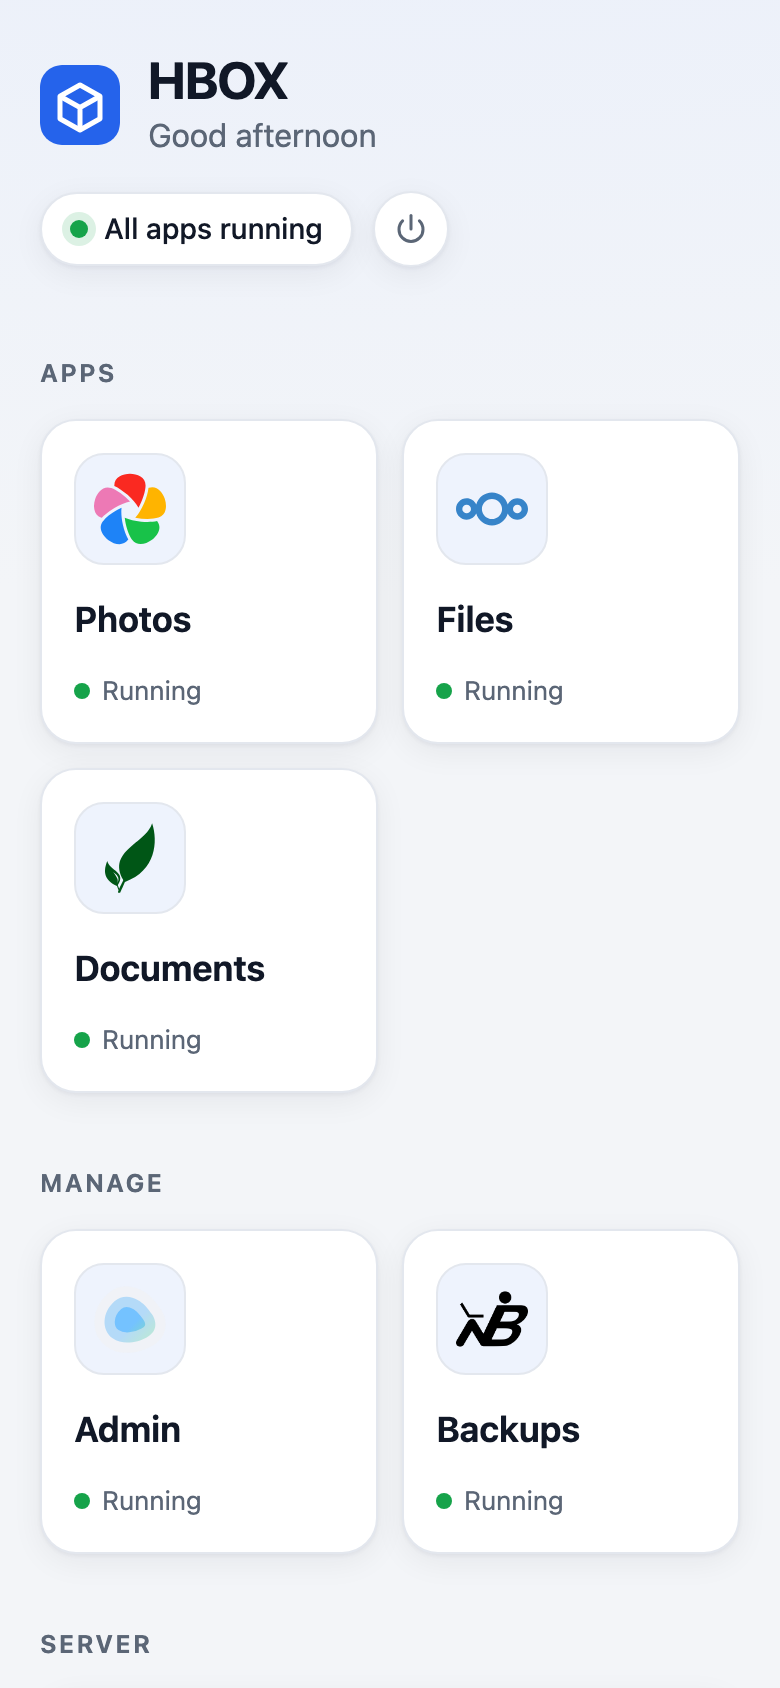 HBOX
Good afternoon
All apps running
APPS
Photos
Running
Files
Running
Documents
Running
MANAGE
Admin
Running
Backups
Running
SERVER